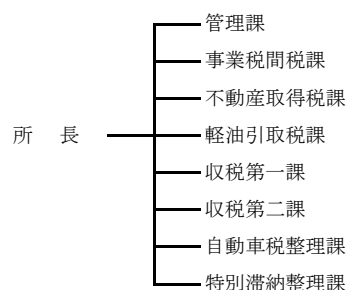 管理課
事業税間税課
不動産取得税課
所　長
軽油引取税課
収税第一課
収税第二課
自動車税整理課
特別滞納整理課